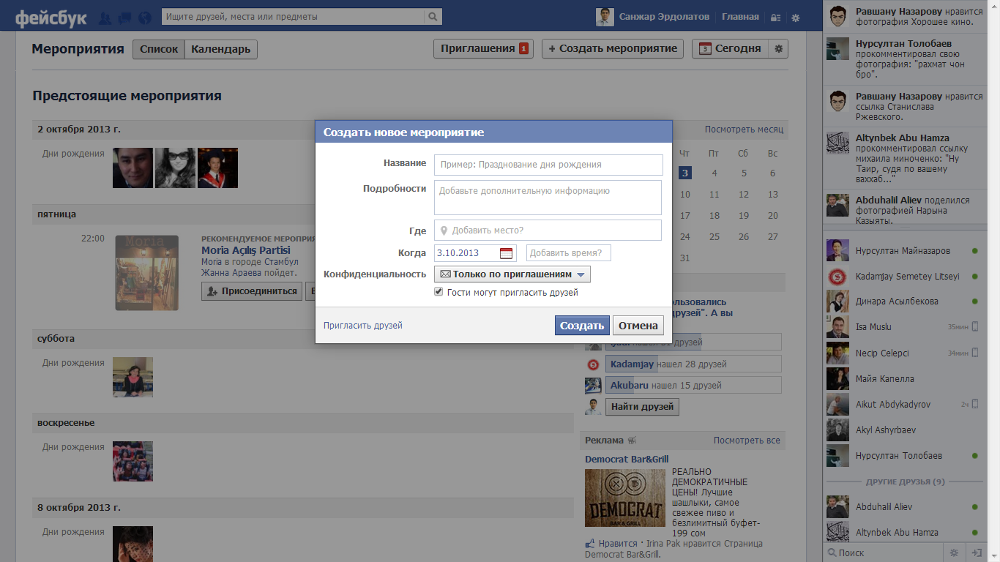 фейсбук
Ищите друзей, места или предметы
Санжар Эрдолатов
Главная
Мероприятия
Список
Календарь
Приглашения 1
+ Создать мероприятие
3 Сегодня
Предстоящие мероприятия
2 октября 2013 г.
Посмотреть месяц
Дни рождения
Чт Пт Сб Вс
3 4 5 6
10 11 12 13
17 18 19 20
24 25 26 27
31
пятница
22:00
Moria
РЕКОМЕНДУЕМОЕ МЕРОПРИЯ
Moria Açılış Partisi
Moria в городе Стамбул
Жанна Араева пойдет.
Присоединиться
суббота
Дни рождения
воскресенье
Дни рождения
8 октября 2013 г.
Дни рождения
Создать новое мероприятие
Название
Пример: Празднование дня рождения
Подробности
Добавьте дополнительную информацию
Где
Добавить место?
Когда
3.10.2013
Добавить время?
Конфиденциальность
Только по приглашениям
Гости могут пригласить друзей
Пригласить друзей
Создать
Отмена
ользовались
друзей". А вы
друзей
Kadamjay нашел 28 друзей
Akubaru нашел 15 друзей
Найти друзей
Реклама
Посмотреть все
Democrat Bar&Grill
DEMOCRAT
BAR & GRILL
РЕАЛЬНО
ДЕМОКРАТИЧНЫЕ
ЦЕНЫ! Лучшие
шашлыки, самое
свежее пиво и
безлимитный буфет-
199 сом
Нравится · Irina Pak нравится Страница
Democrat Bar&Grill.
Равшану Назарову нравится
фотография Хорошее кино.
Нурсултан Толобаев
прокомментировал свою
фотографию: "рахмат чон
бро".
Равшану Назарову нравится
ссылка Станислава
Ржевского.
Altynbek Abu Hamza
прокомментировал ссылку
михаила миноченко: "Ну
Таир, судя по вашему
ваххаб..."
Abduhalil Aliev поделился
фотографией Нарына
Казыяты.
Нурсултан Майназаров
Kadamjay Semetey Litseyi
Динара Асылбекова
Isa Muslu 35мин
Necip Celepci 34мин
Майя Капелла
Aikut Abdykadyrov 2ч
Akyl Ashyrbaev
Нурсултан Толобаев
ДРУГИЕ ДРУЗЬЯ (9)
Abduhalil Aliev
Altynbek Abu Hamza
Поиск